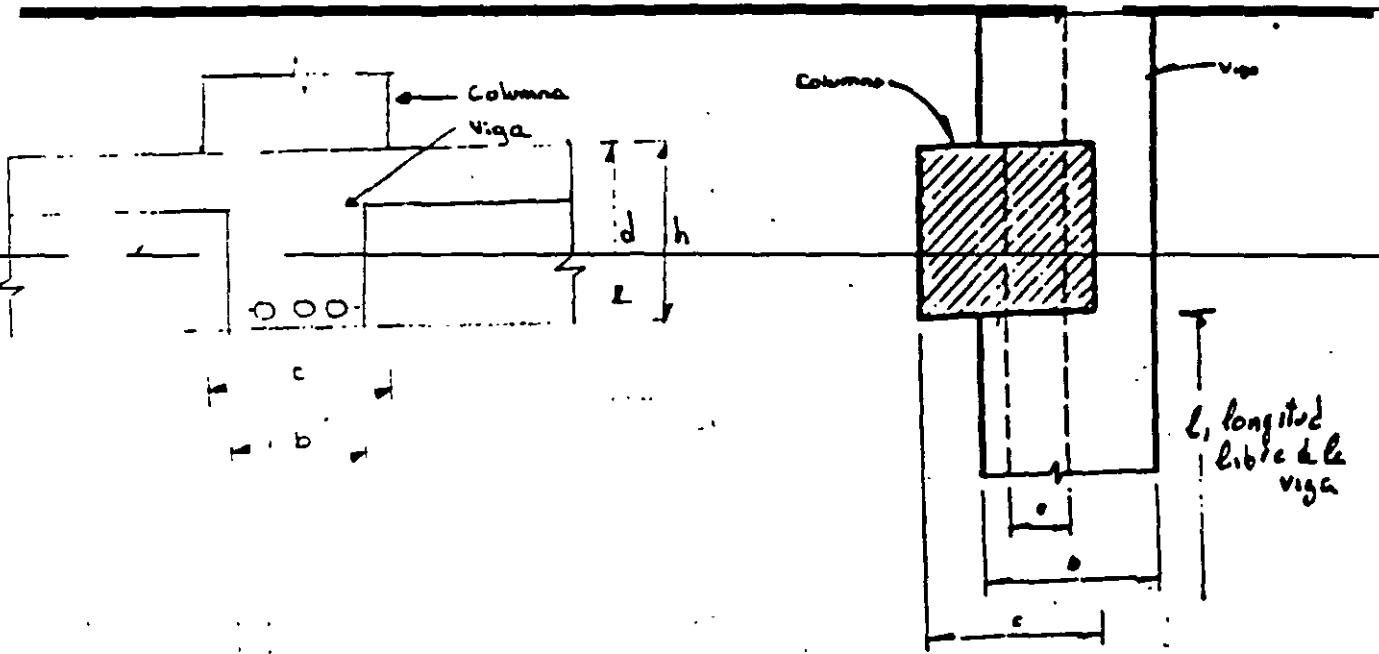 Columna
Viga
d
h
c
b
Columna
Viga
l, longitud
libre de la
viga
e
b
c